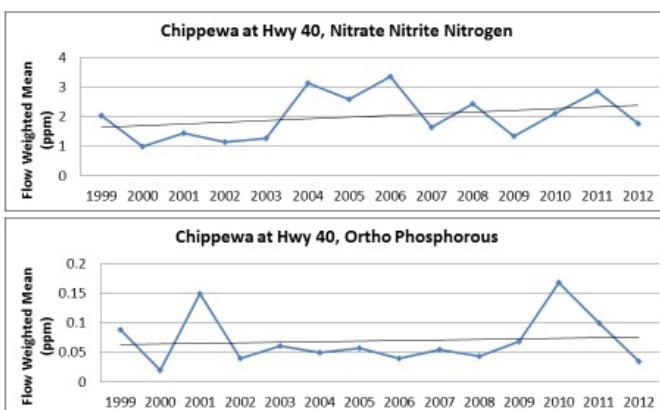 Chippewa at Hwy 40, Nitrate Nitrite Nitrogen
Flow Weighted Mean
(ppm)
4
3
2
1
0
1999 2000 2001 2002 2003 2004 2005 2006 2007 2008 2009 2010 2011 2012
Chippewa at Hwy 40, Ortho Phosphorous
Flow Weighted Mean
(ppm)
0.2
0.15
0.1
0.05
0
1999 2000 2001 2002 2003 2004 2005 2006 2007 2008 2009 2010 2011 2012